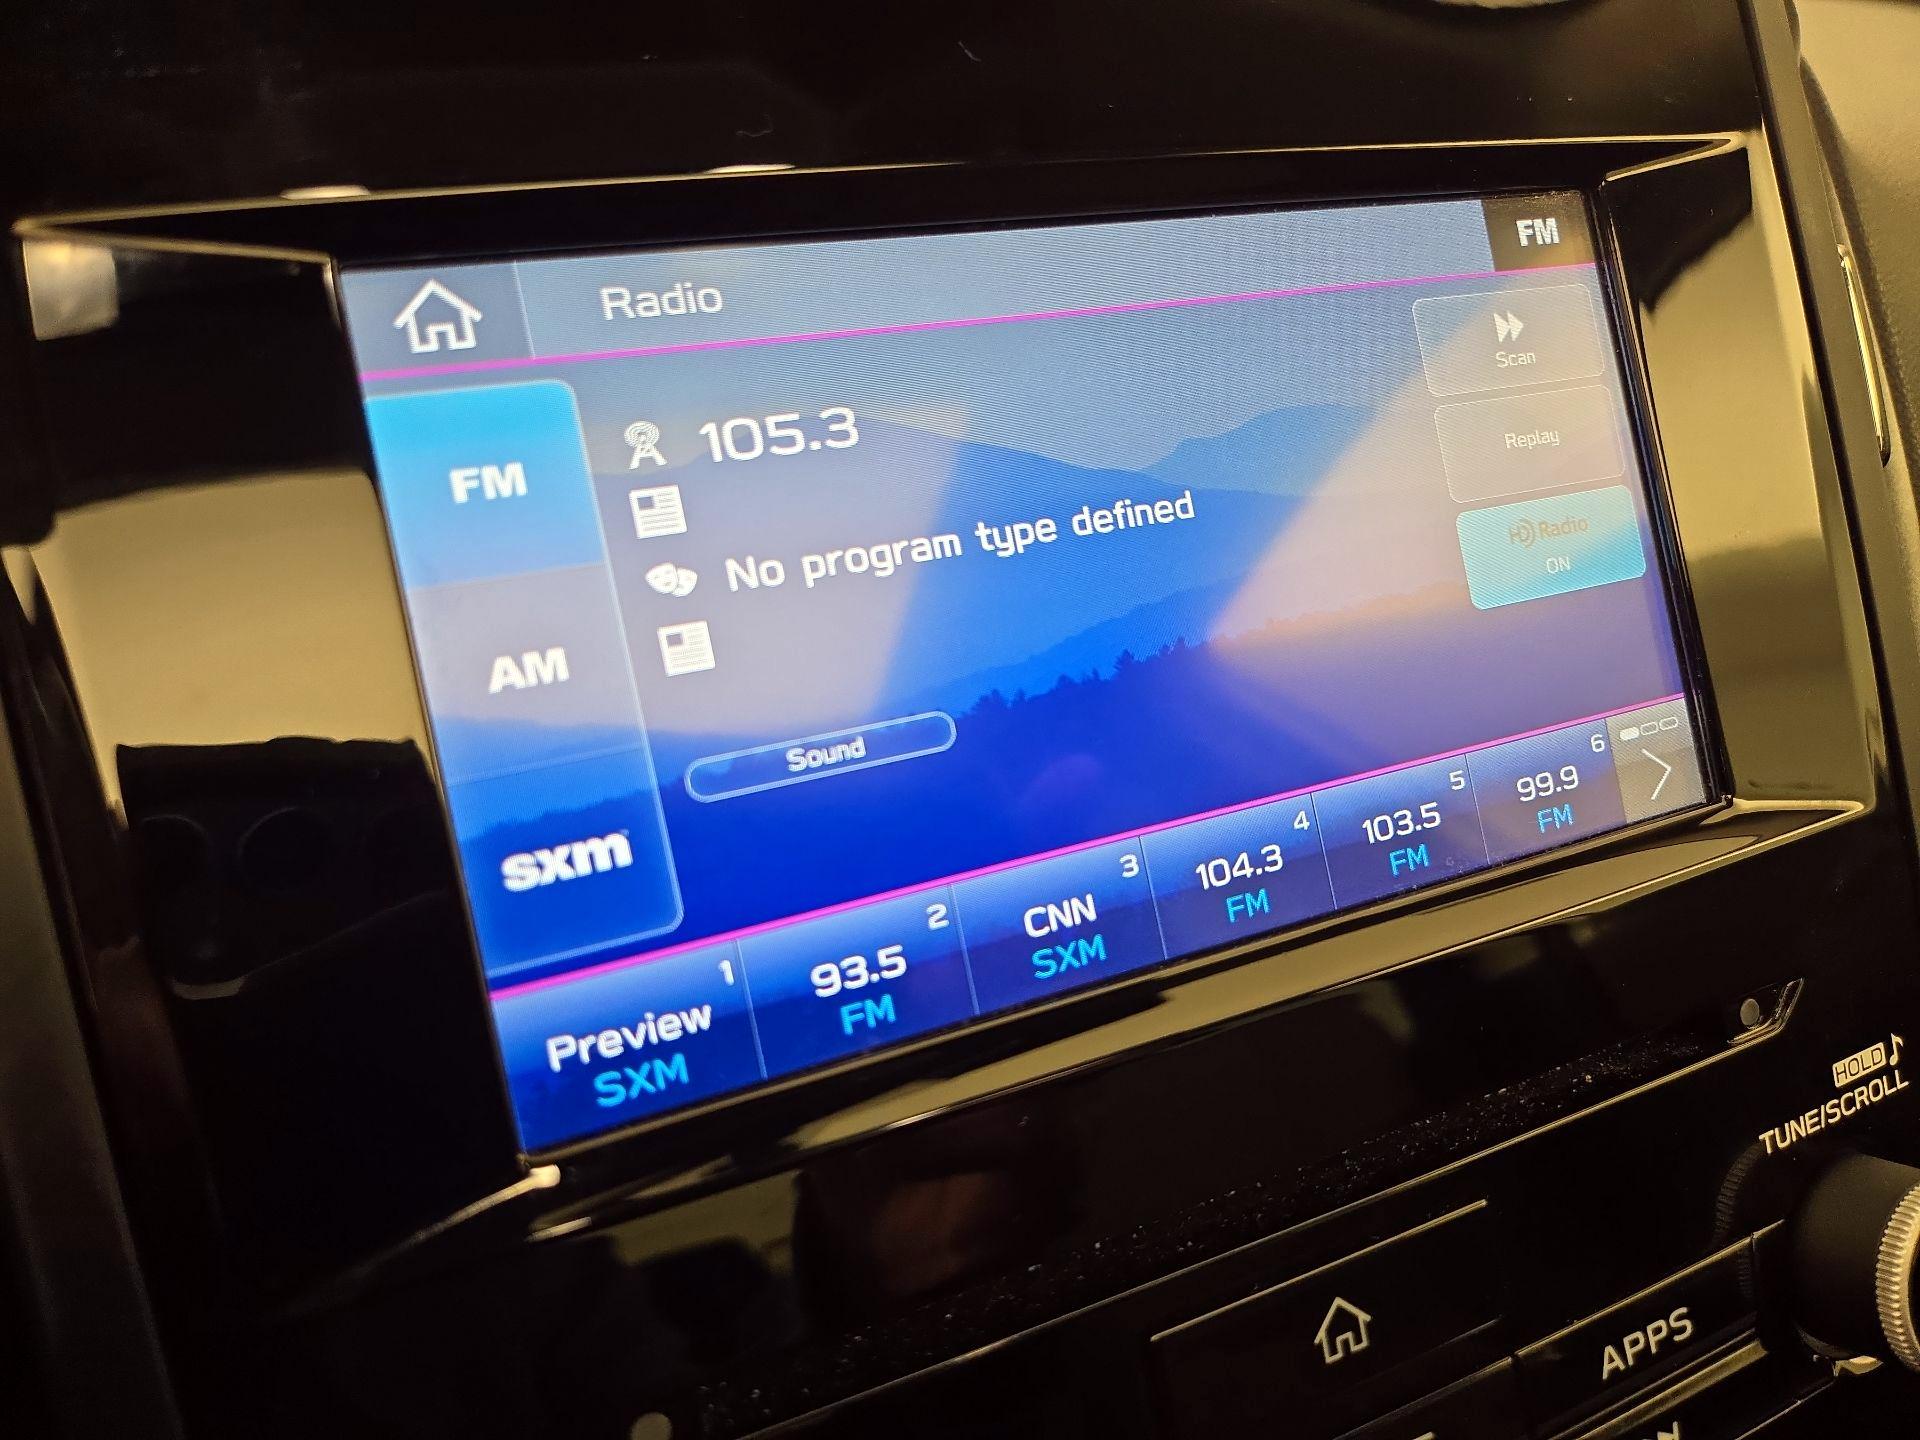 FM
Radio
Scan
105.3
FM
Replay
No program type defined
HD Radio
ON
AM
Sound
sxm
1
Preview
SXM
2
93.5
FM
3
CNN
SXM
4
104.3
FM
5
103.5
FM
6
99.9
FM
HOLD
TUNE/SCROLL
APPS